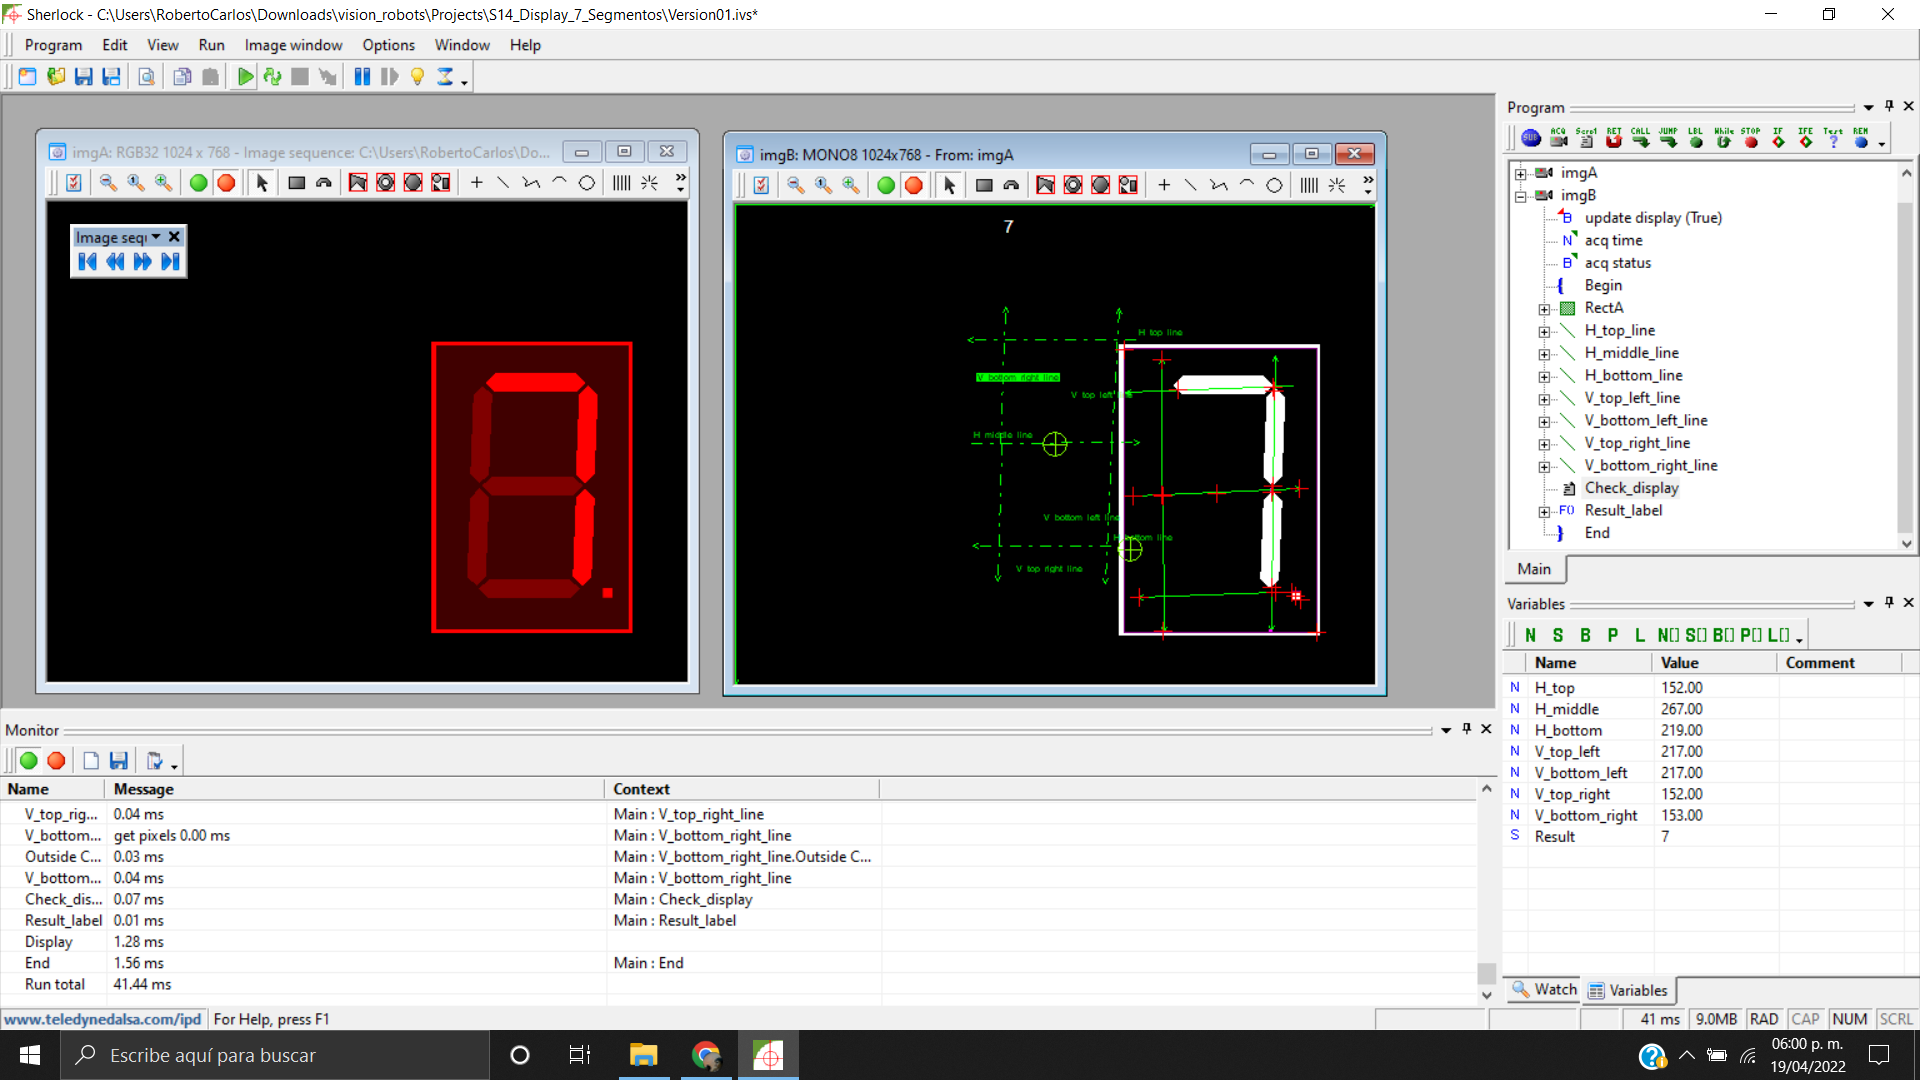 Sherlock - C:\Users\RobertoCarlos\Downloads\vision_robots\Projects\S14_Display_7_Segmentos\Version01.ivs*
Program Edit View Run Image window Options Window Help
imgA: RGB32 1024 x 768 - Image sequence: C:\Users\RobertoCarlos\Do...
Image seq
imgB: MONO8 1024x768 - From: imgA
7
H top line
V bottom right line
V top left
H middle line
V bottom left line
H bottom line
V top right line
Program
SUB ACQ Script RET CALL JUMP LBL While STOP IF IFE Test REM
imgA
imgB
update display (True)
acq time
acq status
Begin
RectA
H_top_line
H_middle_line
H_bottom_line
V_top_left_line
V_bottom_left_line
V_top_right_line
V_bottom_right_line
Check_display
F() Result_label
End
Main
Variables
N S B P L N[] S[] B[] P[] L[]
Name Value Comment
N H_top 152.00
N H_middle 267.00
N H_bottom 219.00
N V_top_left 217.00
N V_bottom_left 217.00
N V_top_right 152.00
N V_bottom_right 153.00
S Result 7
Watch Variables
Monitor
Name Message Context
V_top_rig... 0.04 ms Main : V_top_right_line
V_bottom... get pixels 0.00 ms Main : V_bottom_right_line
Outside C... 0.03 ms Main : V_bottom_right_line.Outside C...
V_bottom... 0.04 ms Main : V_bottom_right_line
Check_dis... 0.07 ms Main : Check_display
Result_label 0.01 ms Main : Result_label
Display 1.28 ms
End 1.56 ms Main : End
Run total 41.44 ms
www.teledynedalsa.com/ipd For Help, press F1
41 ms 9.0MB RAD CAP NUM SCRL
Escribe aquí para buscar
06:00 p. m.
19/04/2022